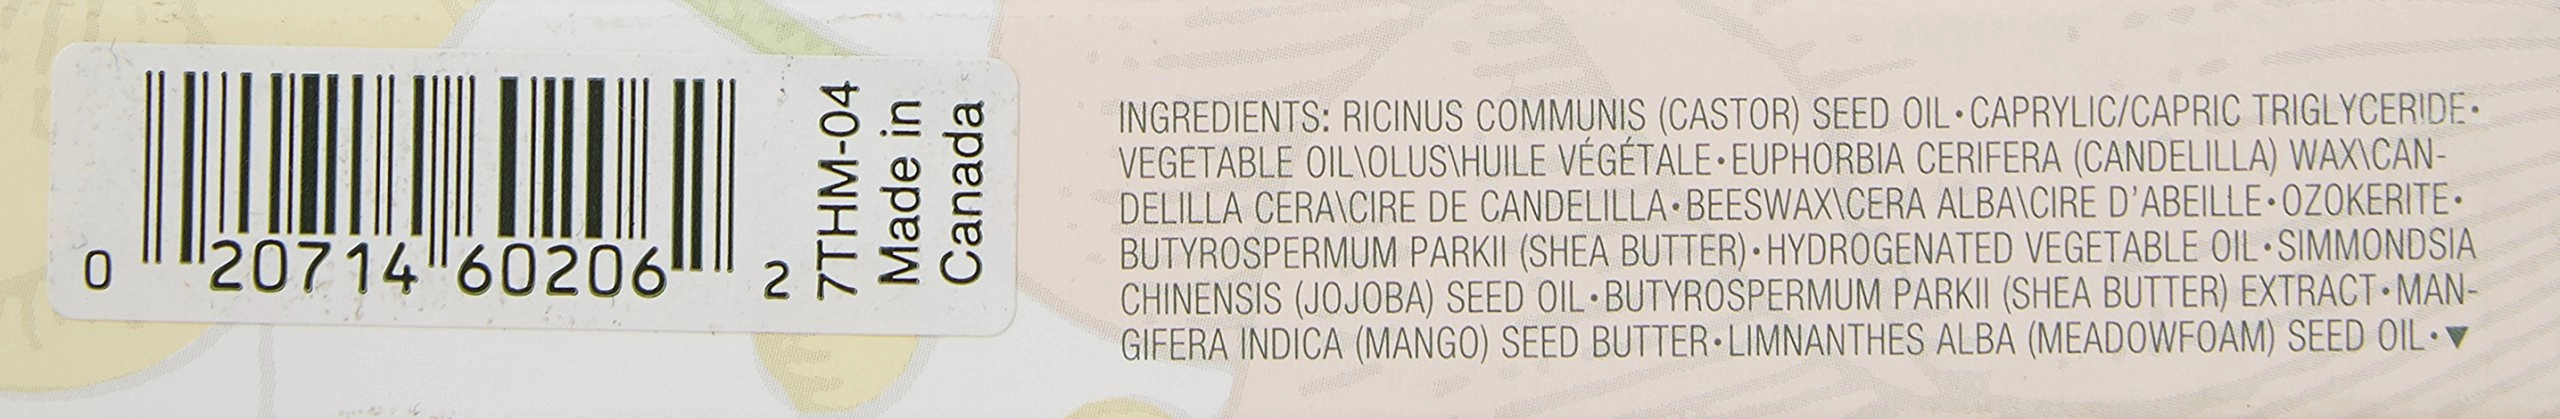 0 20714 60206 2
7THM-04
Made in
Canada
INGREDIENTS: RICINUS COMMUNIS (CASTOR) SEED OIL•CAPRYLIC/CAPRIC TRIGLYCERIDE•
VEGETABLE OIL\OLUS\HUILE VÉGÉTALE•EUPHORBIA CERIFERA (CANDELILLA) WAX\CAN-
DELILLA CERA\CIRE DE CANDELILLA•BEESWAX\CERA ALBA\CIRE D'ABEILLE•OZOKERITE•
BUTYROSPERMUM PARKII (SHEA BUTTER)•HYDROGENATED VEGETABLE OIL•SIMMONDSIA
CHINENSIS (JOJOBA) SEED OIL•BUTYROSPERMUM PARKII (SHEA BUTTER) EXTRACT•MAN-
GIFERA INDICA (MANGO) SEED BUTTER•LIMNANTHES ALBA (MEADOWFOAM) SEED OIL•▼